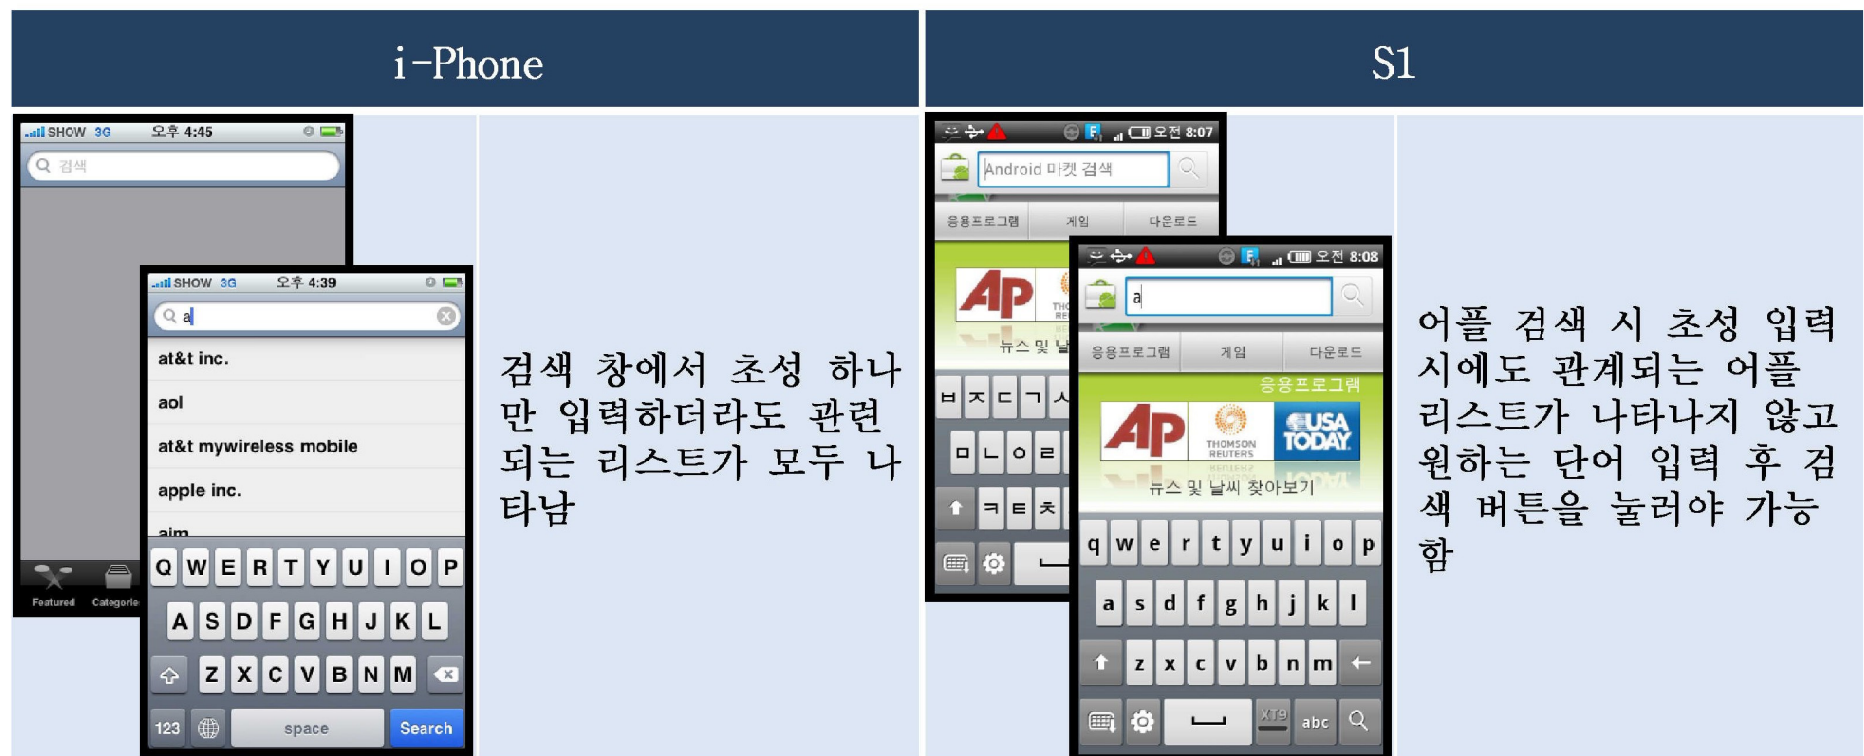 i-Phone
S1
SHOW 3G 오후 4:45
검색
Featured
SHOW 3G 오후 4:39
a
at&t inc.
aol
at&t mywireless mobile
apple inc.
aim
Q W E R T Y U I O P
A S D F G H J K L
Z X C V B N M
123 space Search
검색 창에서 초성 하나
만 입력하더라도 관련
되는 리스트가 모두 나
타남
오전 8:07
Android 마켓 검색
응용프로그램 게임 다운로드
AP
뉴스 및
ㅂ ㅈ ㄷ ㄱ ㅅ
ㅁ ㄴ ㅇ ㄹ
ㅋ ㅌ ㅊ
오전 8:08
a
응용프로그램 게임 다운로드
응용프로그램
AP THOMSON REUTERS USA TODAY
뉴스 및 날씨 찾아보기
q w e r t y u i o p
a s d f g h j k l
z x c v b n m
XT9 abc
어플 검색 시 초성 입력
시에도 관계되는 어플
리스트가 나타나지 않고
원하는 단어 입력 후 검
색 버튼을 눌러야 가능
함